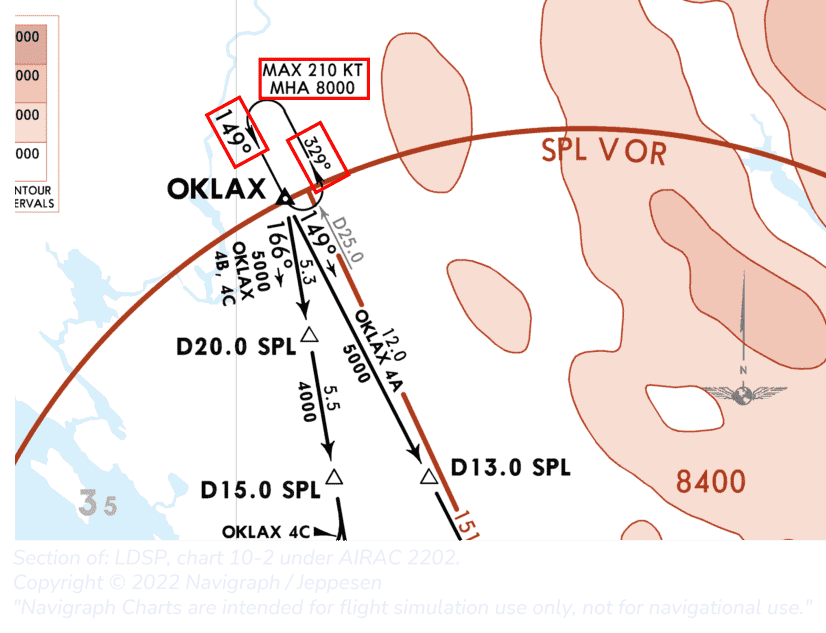 000
000
000
000
NTOUR
ERVALS
MAX 210 KT
MHA 8000
149°
329°
SPL VOR
OKLAX
D25.0
149°
166°
5.3
5000
OKLAX
4B, 4C
D20.0 SPL
12.0
OKLAX 4A
5000
5.5
4000
N
D13.0 SPL
D15.0 SPL
8400
35
151
OKLAX 4C
Section of: LDSP, chart 10-2 under AIRAC 2202.
Copyright © 2022 Navigraph / Jeppesen
"Navigraph Charts are intended for flight simulation use only, not for navigational use."